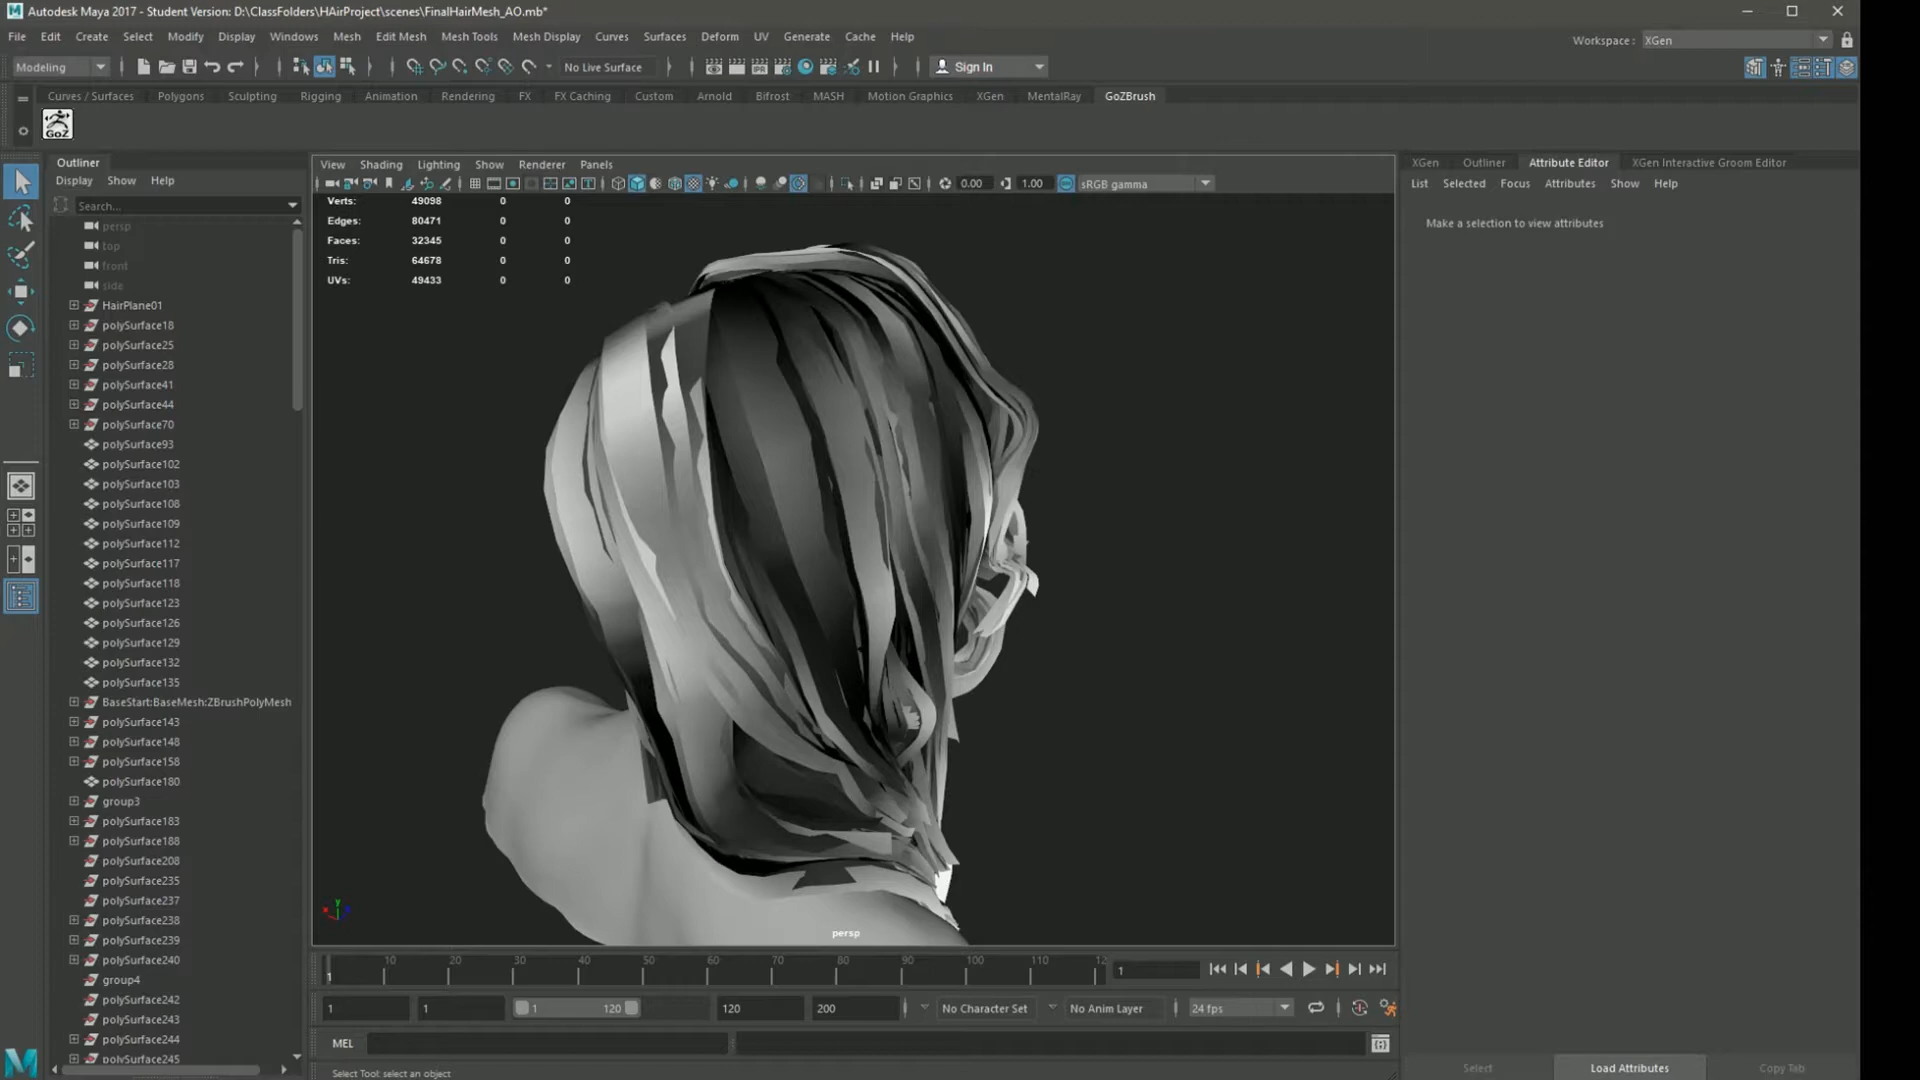 Autodesk Maya 2017 - Student Version: D:\ClassFolders\HAirProject\scenes\FinalHairMesh_AO.mb*
File Edit Create Select Modify Display Windows Mesh Edit Mesh Mesh Tools Mesh Display Curves Surfaces Deform UV Generate Cache Help
Workspace : XGen
Modeling No Live Surface Sign In
Curves / Surfaces Polygons Sculpting Rigging Animation Rendering FX FX Caching Custom Arnold Bifrost MASH Motion Graphics XGen MentalRay GoZBrush
GoZ
Outliner
Display Show Help
Search...
persp
top
front
side
HairPlane01
polySurface18
polySurface25
polySurface28
polySurface41
polySurface44
polySurface70
polySurface93
polySurface102
polySurface103
polySurface108
polySurface109
polySurface112
polySurface117
polySurface118
polySurface123
polySurface126
polySurface129
polySurface132
polySurface135
BaseStart:BaseMesh:ZBrushPolyMesh
polySurface143
polySurface148
polySurface158
polySurface180
group3
polySurface183
polySurface188
polySurface208
polySurface235
polySurface237
polySurface238
polySurface239
polySurface240
group4
polySurface242
polySurface243
polySurface244
polySurface245
View Shading Lighting Show Renderer Panels
0.00 1.00 sRGB gamma
Verts: 49098 0 0
Edges: 80471 0 0
Faces: 32345 0 0
Tris: 64678 0 0
UVs: 49433 0 0
y
persp
XGen Outliner Attribute Editor XGen Interactive Groom Editor
List Selected Focus Attributes Show Help
Make a selection to view attributes
1 10 20 30 40 50 60 70 80 90 100 110 12
1
1 1 1 120 120 200 No Character Set No Anim Layer 24 fps
MEL
Select Tool: select an object
Select Load Attributes Copy Tab